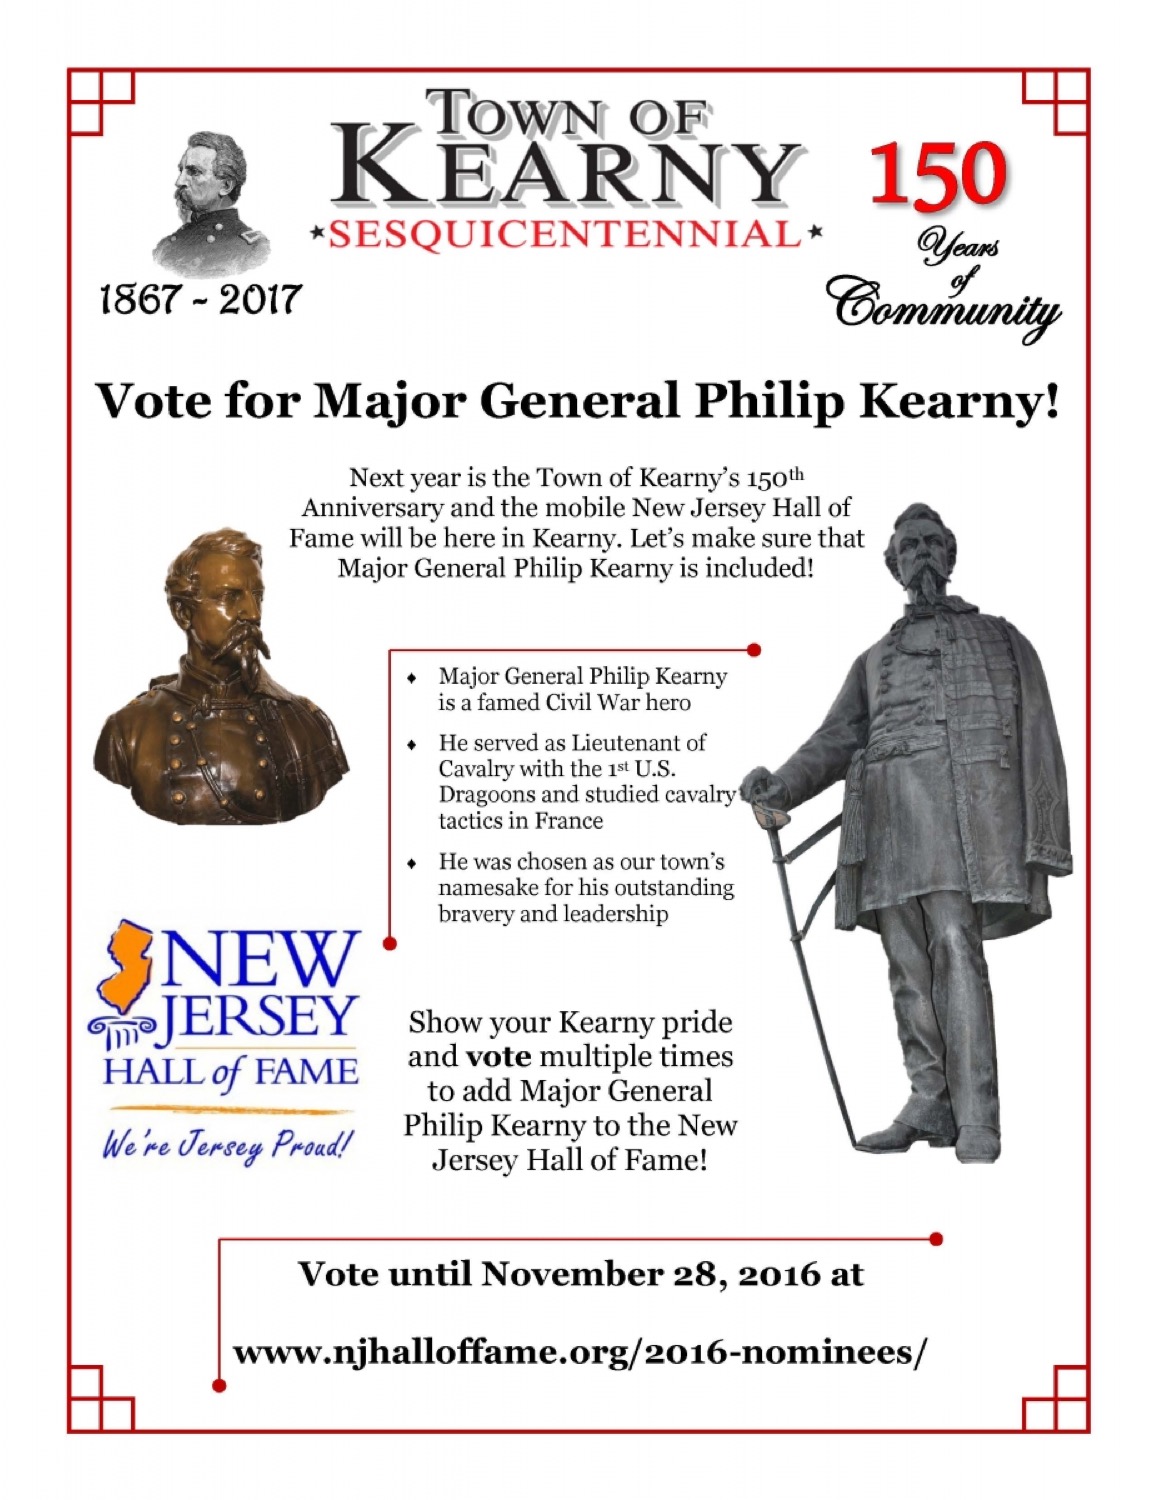 TOWN OF
KEARNY
*SESQUICENTENNIAL*
1867 ~ 2017
150
Years
of
Community
Vote for Major General Philip Kearny!
Next year is the Town of Kearny's 150th
Anniversary and the mobile New Jersey Hall of
Fame will be here in Kearny. Let's make sure that
Major General Philip Kearny is included!
♦ Major General Philip Kearny
is a famed Civil War hero
♦ He served as Lieutenant of
Cavalry with the 1st U.S.
Dragoons and studied cavalry
tactics in France
♦ He was chosen as our town's
namesake for his outstanding
bravery and leadership
NEW
JERSEY
HALL of FAME
We're Jersey Proud!
Show your Kearny pride
and vote multiple times
to add Major General
Philip Kearny to the New
Jersey Hall of Fame!
Vote until November 28, 2016 at
www.njhalloffame.org/2016-nominees/